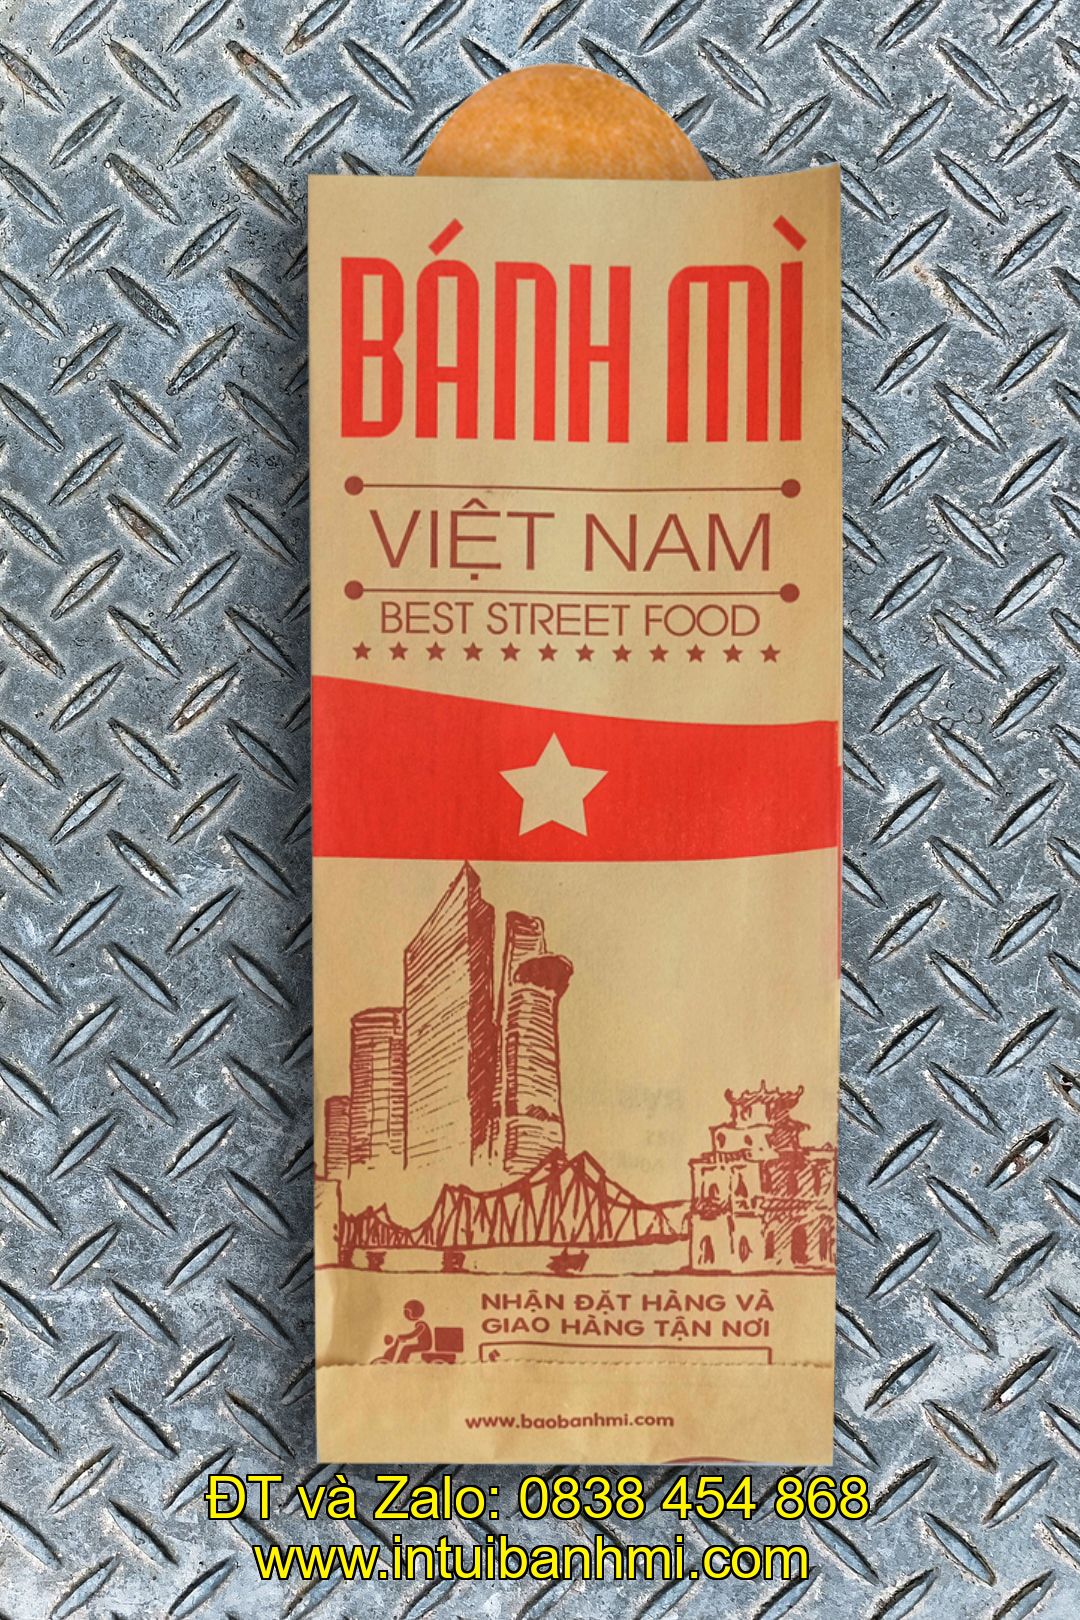 BÁNH MÌ
VIỆT NAM
BEST STREET FOOD
NHẬN ĐẶT HÀNG VÀ
GIAO HÀNG TẬN NƠI
www.baobanhmi.com
ĐT và Zalo: 0838 454 868
www.intuibanhmi.com